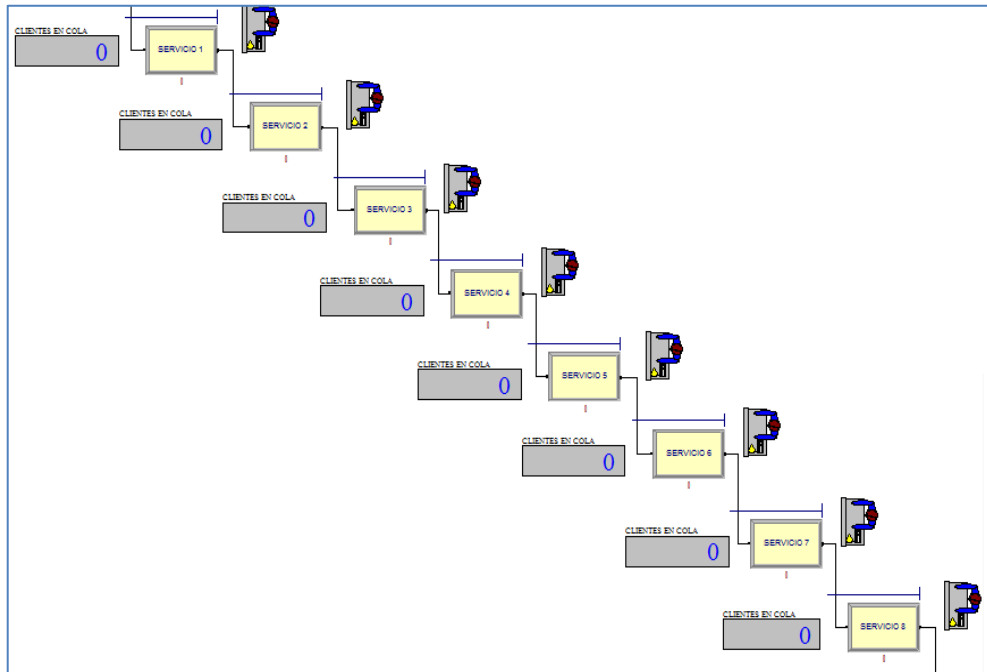 CLIENTES EN COLA
0
SERVICIO 1
CLIENTES EN COLA
0
SERVICIO 2
CLIENTES EN COLA
0
SERVICIO 3
CLIENTES EN COLA
0
SERVICIO 4
CLIENTES EN COLA
0
SERVICIO 5
CLIENTES EN COLA
0
SERVICIO 6
CLIENTES EN COLA
0
SERVICIO 7
CLIENTES EN COLA
0
SERVICIO 8